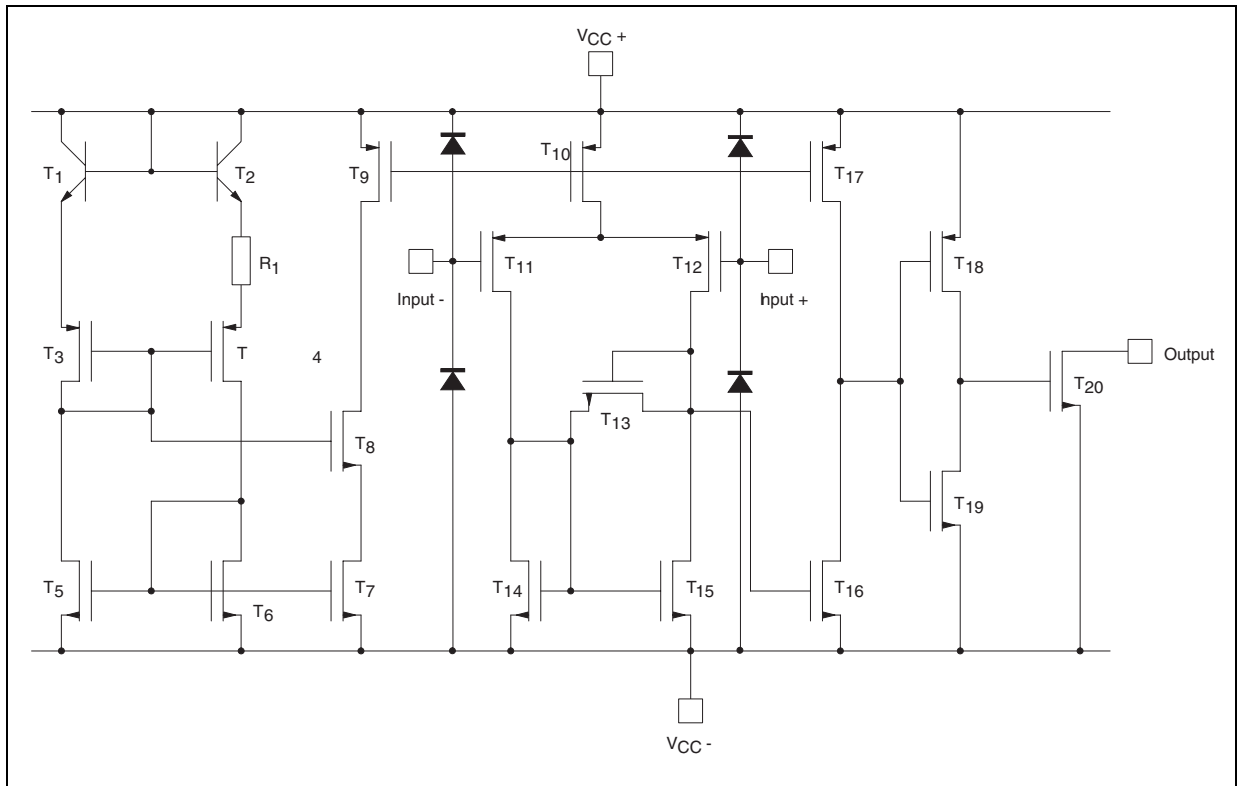 VCC +
T1
T2
T9
T10
T17
R1
T11
T12
T18
Input -
Input +
T3
T
4
Output
T20
T13
T8
T19
T5
T6
T7
T14
T15
T16
VCC -